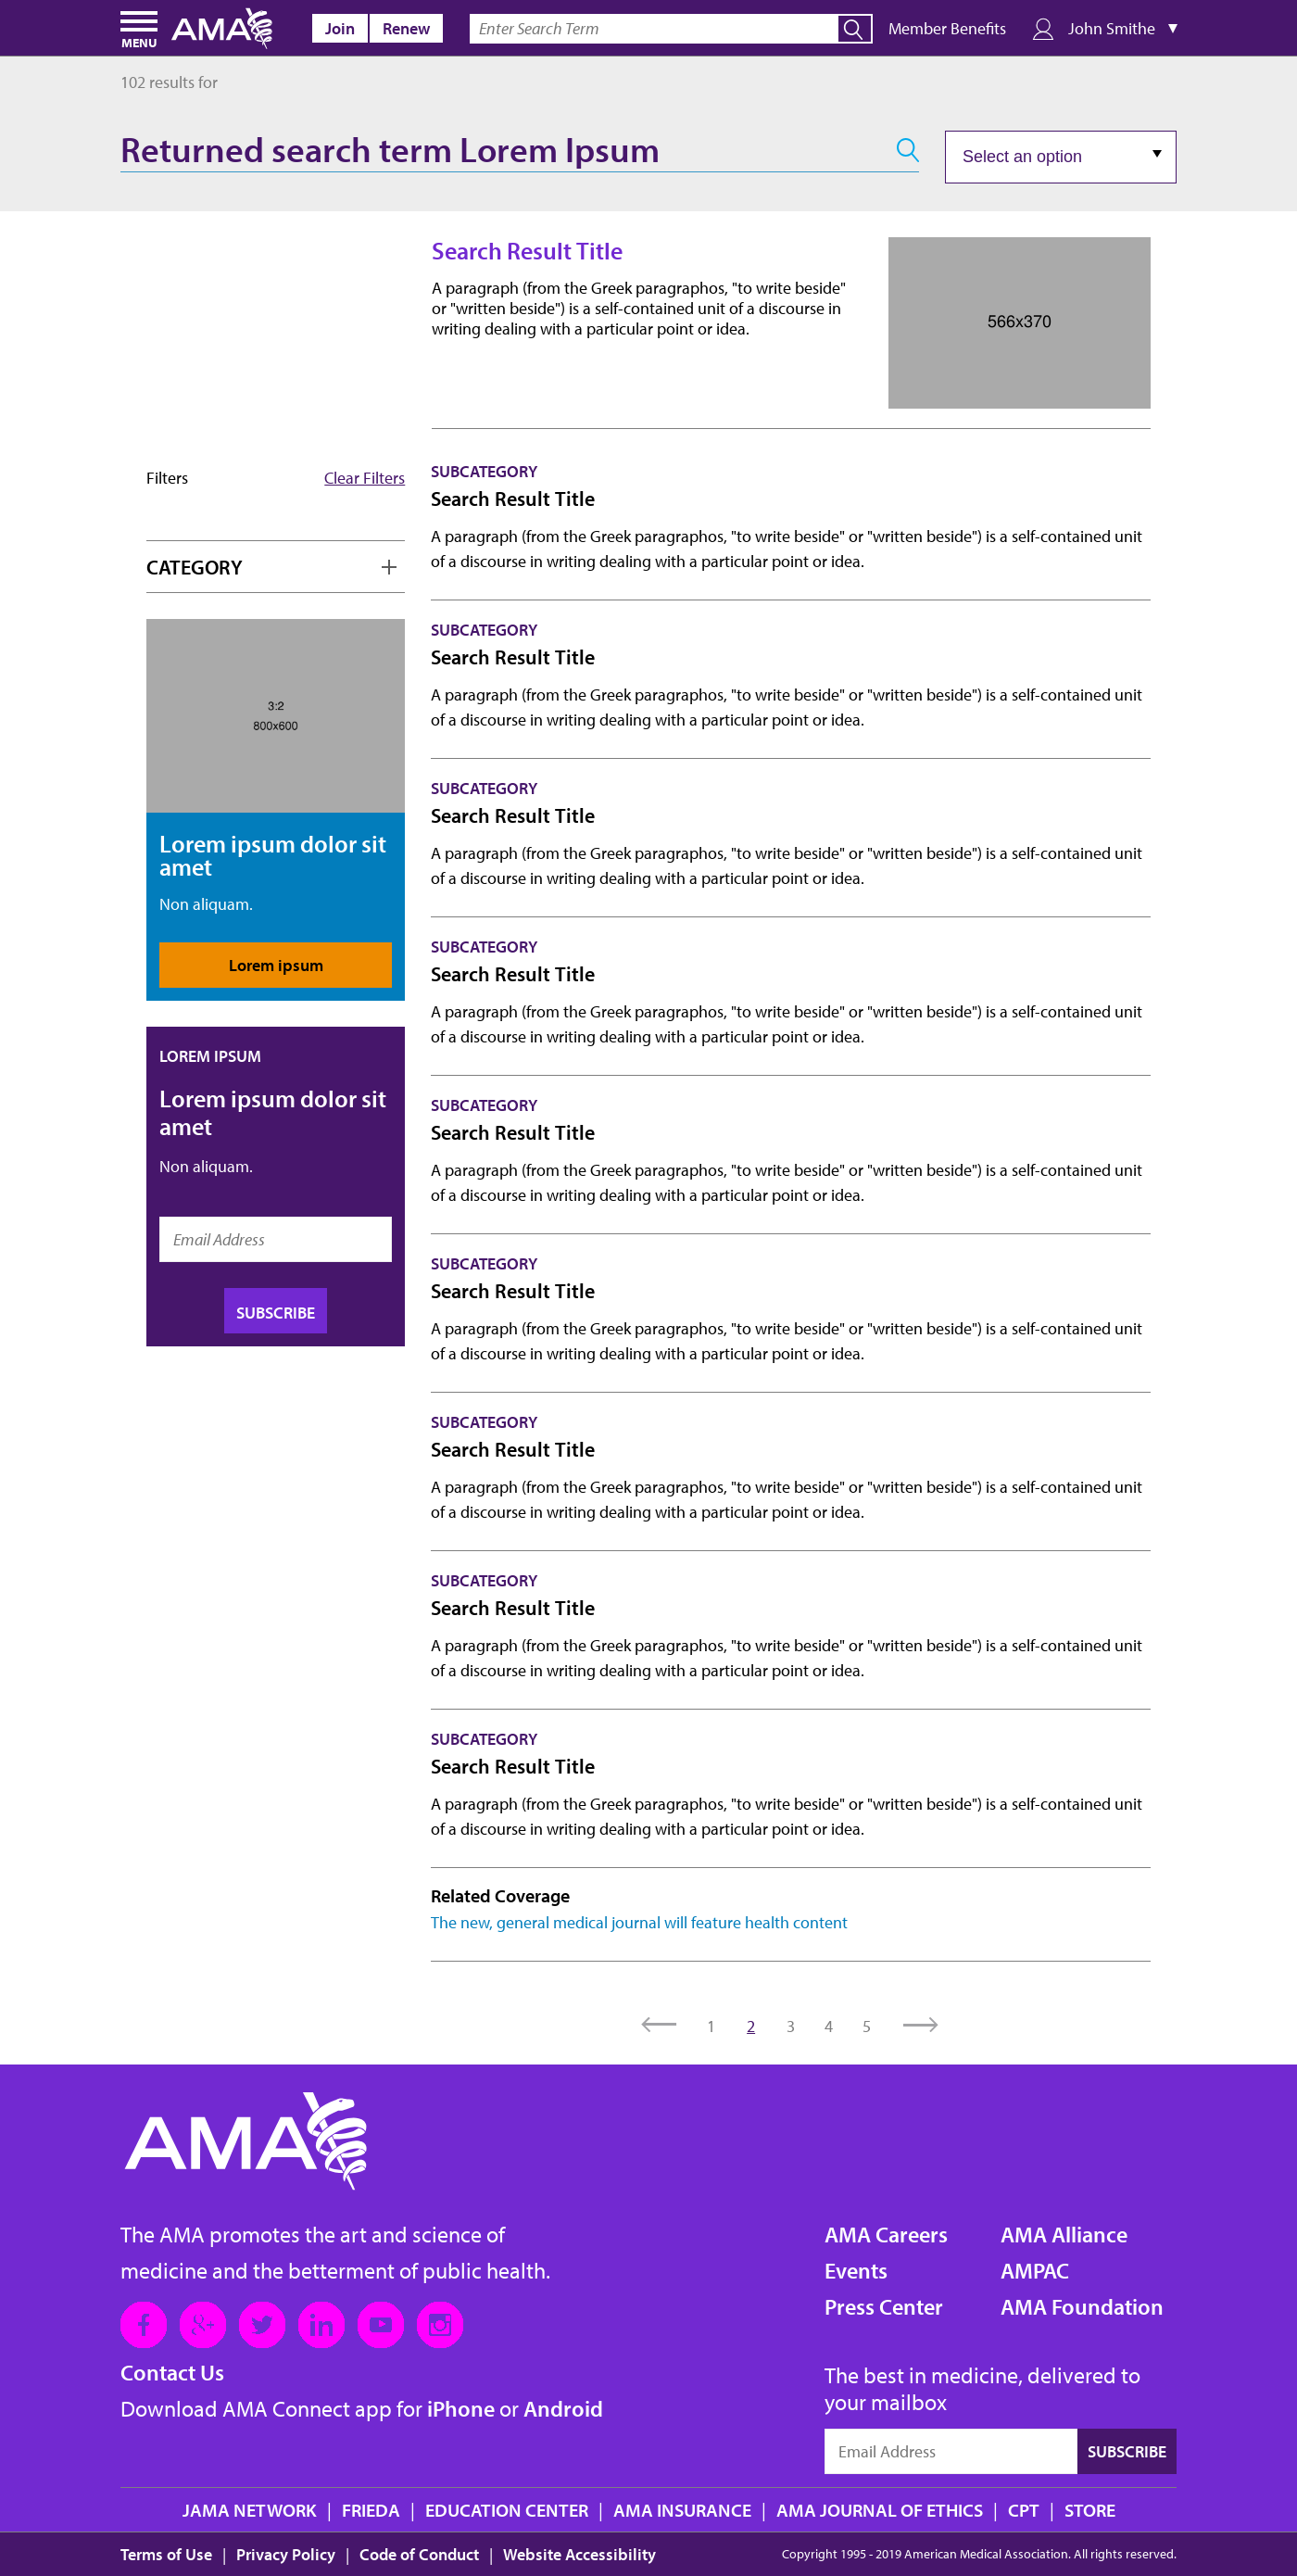 MENU
AMA
Join
Renew
Enter Search Term
Member Benefits
John Smithe
102 results for
Returned search term Lorem Ipsum
Select an option
Search Result Title
A paragraph (from the Greek paragraphos, "to write beside"
or "written beside") is a self-contained unit of a discourse in
writing dealing with a particular point or idea.
566x370
Filters
Clear Filters
CATEGORY
3:2
800x600
Lorem ipsum dolor sit
amet
Non aliquam.
Lorem ipsum
LOREM IPSUM
Lorem ipsum dolor sit
amet
Non aliquam.
Email Address
SUBSCRIBE
SUBCATEGORY
Search Result Title
A paragraph (from the Greek paragraphos, "to write beside" or "written beside") is a self-contained unit
of a discourse in writing dealing with a particular point or idea.
SUBCATEGORY
Search Result Title
A paragraph (from the Greek paragraphos, "to write beside" or "written beside") is a self-contained unit
of a discourse in writing dealing with a particular point or idea.
SUBCATEGORY
Search Result Title
A paragraph (from the Greek paragraphos, "to write beside" or "written beside") is a self-contained unit
of a discourse in writing dealing with a particular point or idea.
SUBCATEGORY
Search Result Title
A paragraph (from the Greek paragraphos, "to write beside" or "written beside") is a self-contained unit
of a discourse in writing dealing with a particular point or idea.
SUBCATEGORY
Search Result Title
A paragraph (from the Greek paragraphos, "to write beside" or "written beside") is a self-contained unit
of a discourse in writing dealing with a particular point or idea.
SUBCATEGORY
Search Result Title
A paragraph (from the Greek paragraphos, "to write beside" or "written beside") is a self-contained unit
of a discourse in writing dealing with a particular point or idea.
SUBCATEGORY
Search Result Title
A paragraph (from the Greek paragraphos, "to write beside" or "written beside") is a self-contained unit
of a discourse in writing dealing with a particular point or idea.
SUBCATEGORY
Search Result Title
A paragraph (from the Greek paragraphos, "to write beside" or "written beside") is a self-contained unit
of a discourse in writing dealing with a particular point or idea.
SUBCATEGORY
Search Result Title
A paragraph (from the Greek paragraphos, "to write beside" or "written beside") is a self-contained unit
of a discourse in writing dealing with a particular point or idea.
Related Coverage
The new, general medical journal will feature health content
1 2 3 4 5
AMA
The AMA promotes the art and science of
medicine and the betterment of public health.
Contact Us
Download AMA Connect app for iPhone or Android
AMA Careers
Events
Press Center
AMA Alliance
AMPAC
AMA Foundation
The best in medicine, delivered to
your mailbox
Email Address
SUBSCRIBE
JAMA NETWORK | FRIEDA | EDUCATION CENTER | AMA INSURANCE | AMA JOURNAL OF ETHICS | CPT | STORE
Terms of Use | Privacy Policy | Code of Conduct | Website Accessibility
Copyright 1995 - 2019 American Medical Association. All rights reserved.